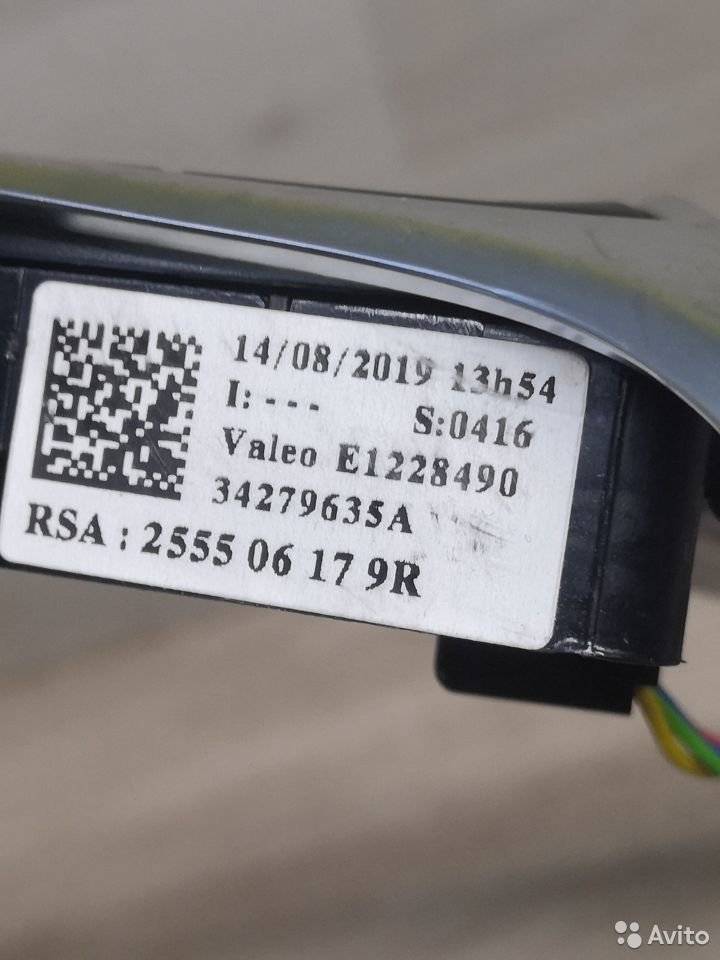 14/08/2019 13h54
I: - - - S:0416
Valeo E1228490
34279635A
RSA : 2555 06 17 9R
Avito